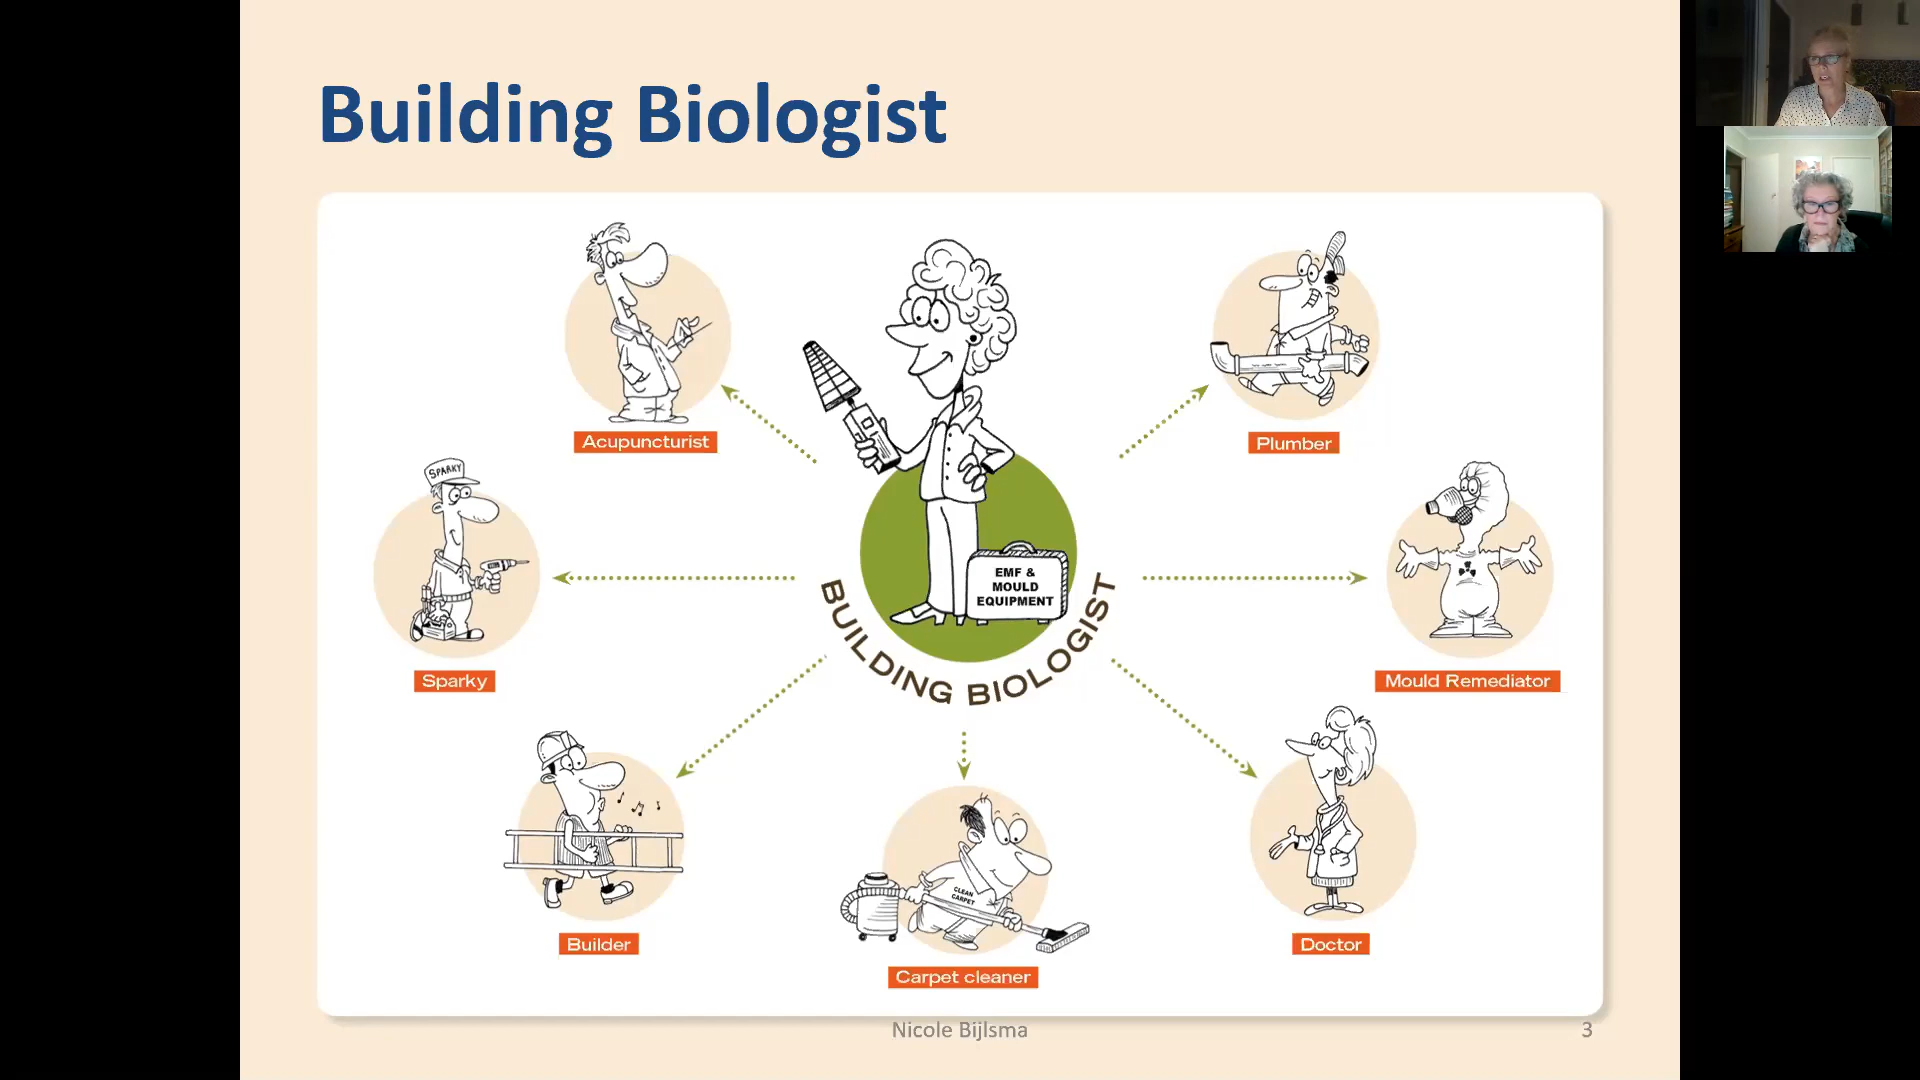 Building Biologist
Acupuncturist
Plumber
SPARKY
EMF &
MOULD
EQUIPMENT
BUILDING BIOLOGIST
Sparky
Mould Remediator
CLEAN
CARPET
Builder
Doctor
Carpet cleaner
Nicole Bijlsma
3